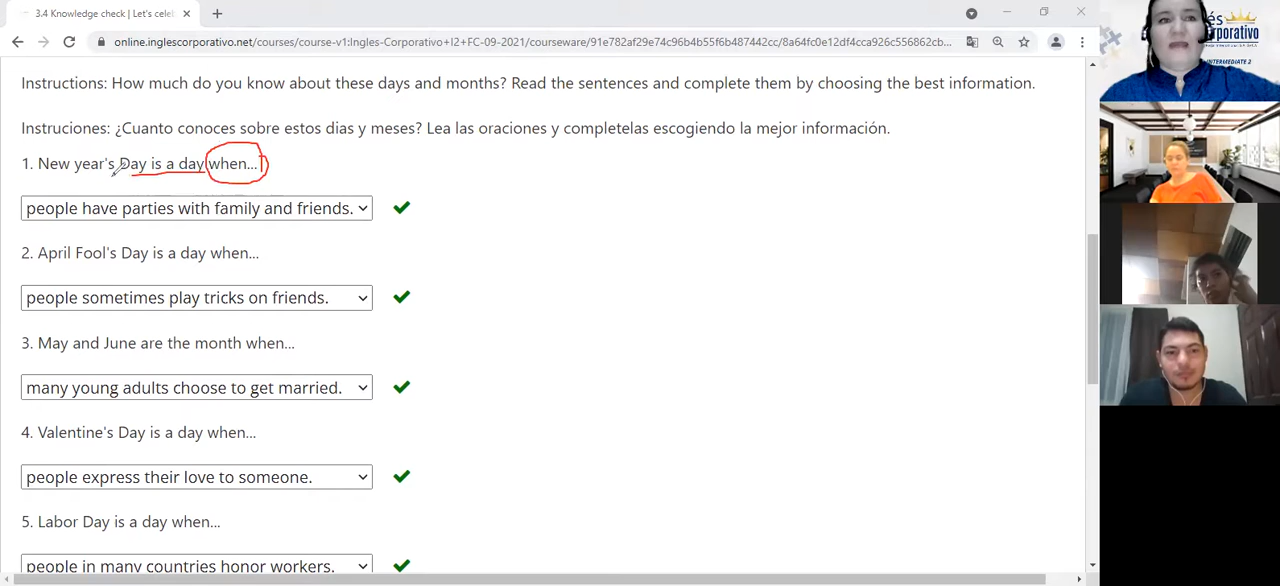 3.4 Knowledge check | Let's celeb
online.inglescorporativo.net/courses/course-v1:Ingles-Corporativo+I2+FC-09-2021/courseware/91e782af29e74c96b4b55f6b487442cc/8a64fc0e12df4cca926c556862cb...
Instructions: How much do you know about these days and months? Read the sentences and complete them by choosing the best information.
Instruciones: ¿Cuanto conoces sobre estos dias y meses? Lea las oraciones y completelas escogiendo la mejor información.
1. New year's Day is a day when...
people have parties with family and friends.
2. April Fool's Day is a day when...
people sometimes play tricks on friends.
3. May and June are the month when...
many young adults choose to get married.
4. Valentine's Day is a day when...
people express their love to someone.
5. Labor Day is a day when...
people in many countries honor workers.
INTERMEDIATE 2